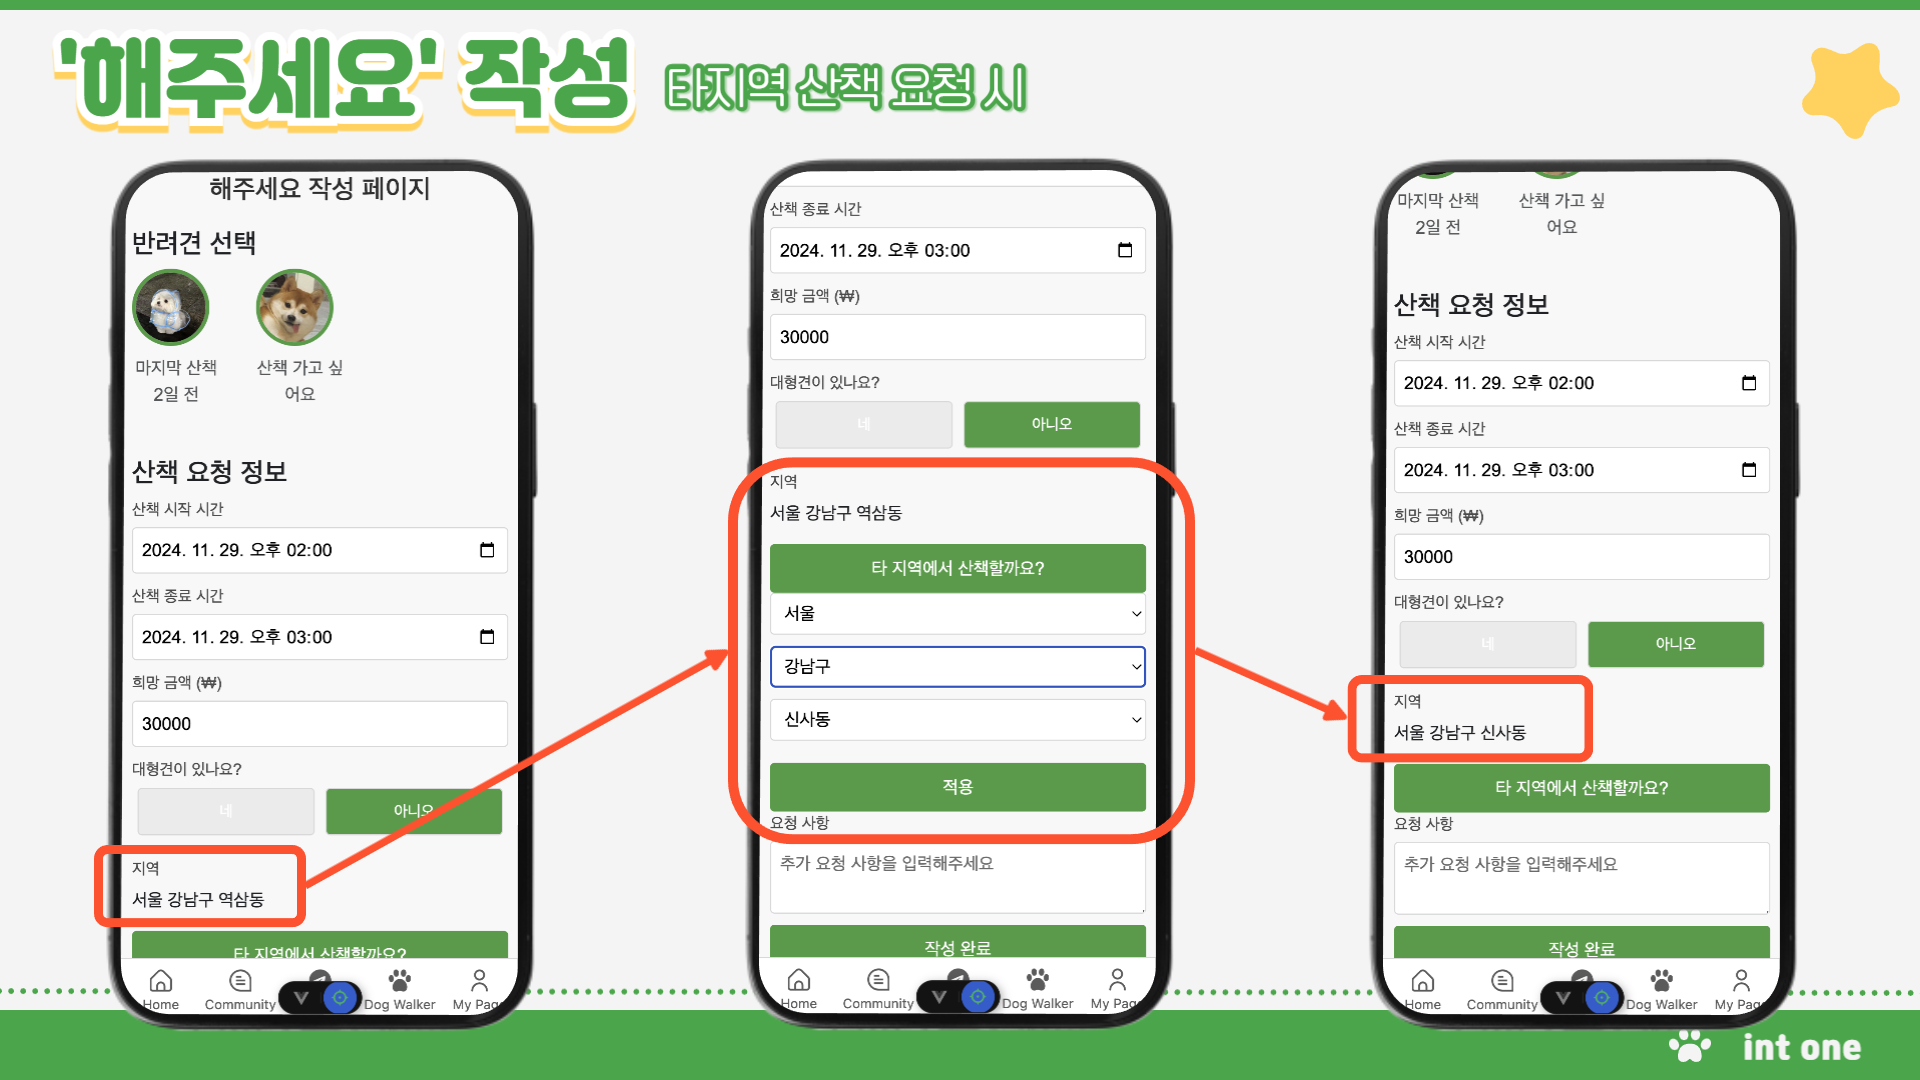 '해주세요' 작성
타지역 산책 요청 시
해주세요 작성 페이지
반려견 선택
마지막 산책
2일 전
산책 가고 싶
어요
산책 요청 정보
산책 시작 시간
2024. 11. 29. 오후 02:00
산책 종료 시간
2024. 11. 29. 오후 03:00
희망 금액 (₩)
30000
대형견이 있나요?
네
아니오
지역
서울 강남구 역삼동
타 지역에서 산책할까요?
Home
Community
Dog Walker
My Pag
산책 종료 시간
2024. 11. 29. 오후 03:00
희망 금액 (₩)
30000
대형견이 있나요?
네
아니오
지역
서울 강남구 역삼동
타 지역에서 산책할까요?
서울
강남구
신사동
적용
요청 사항
추가 요청 사항을 입력해주세요
작성 완료
Home
Community
Dog Walker
My Pag
마지막 산책
2일 전
산책 가고 싶
어요
산책 요청 정보
산책 시작 시간
2024. 11. 29. 오후 02:00
산책 종료 시간
2024. 11. 29. 오후 03:00
희망 금액 (₩)
30000
대형견이 있나요?
네
아니오
지역
서울 강남구 신사동
타 지역에서 산책할까요?
요청 사항
추가 요청 사항을 입력해주세요
작성 완료
Home
Community
Dog Walker
My Pag
int one